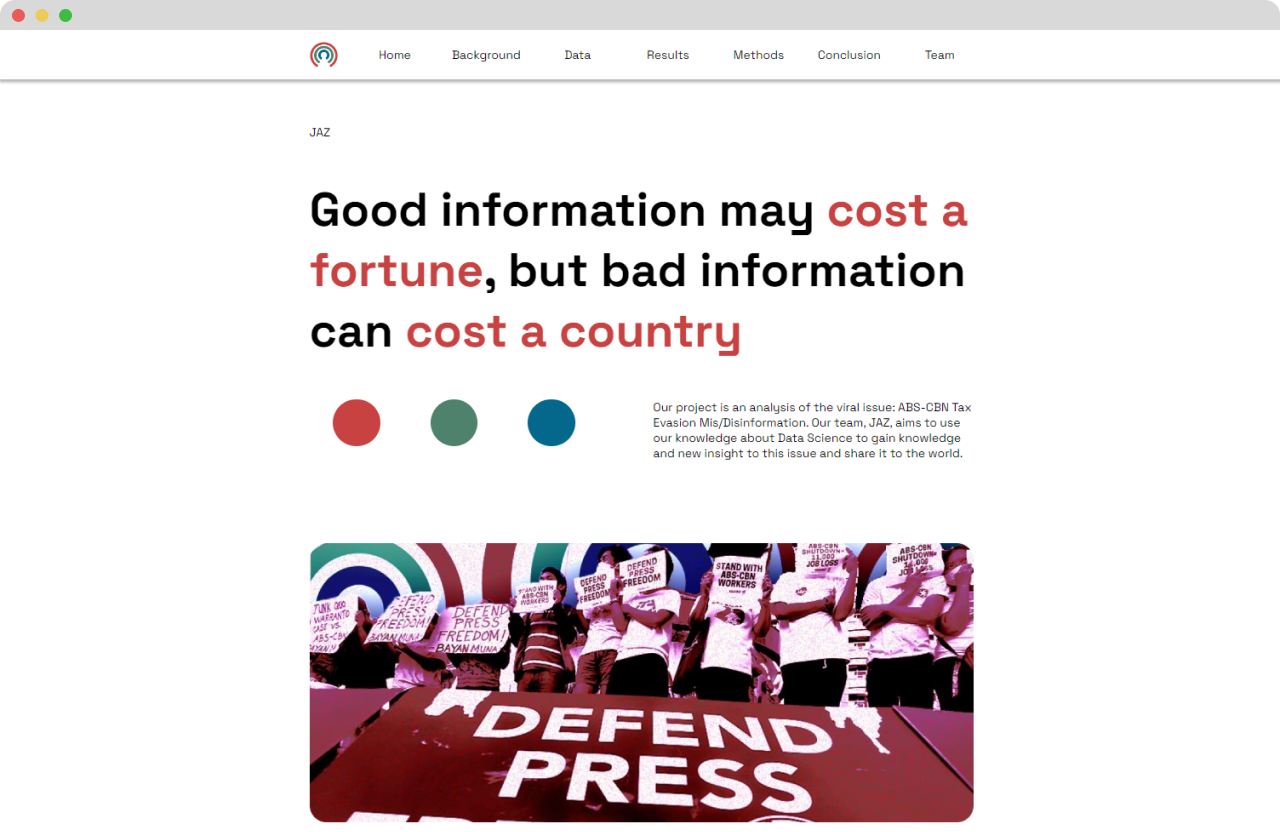 Home Background Data Results Methods Conclusion Team
JAZ
Good information may cost a
fortune, but bad information
can cost a country
Our project is an analysis of the viral issue: ABS-CBN Tax
Evasion Mis/Disinformation. Our team, JAZ, aims to use
our knowledge about Data Science to gain knowledge
and new insight to this issue and share it to the world.
JUNK QUO
WARRANTO
CASE VS.
ABS-CBN
BAYAN MUNA
DEFEND
PRESS
FREEDOM!
BAYAN MUNA
DEFEND
PRESS
FREEDOM!
BAYAN MUNA
STAND WITH
ABS-CBN
WORKERS
DEFEND
PRESS
FREEDOM
DEFEND
PRESS
FREEDOM
STAND WITH
ABS-CBN
WORKERS
ABS-CBN
SHUTDOWN=
11,000
JOB LOSS
ABS-CBN
SHUTDOWN=
11,000
JOB LOSS
DEFEND
PRESS